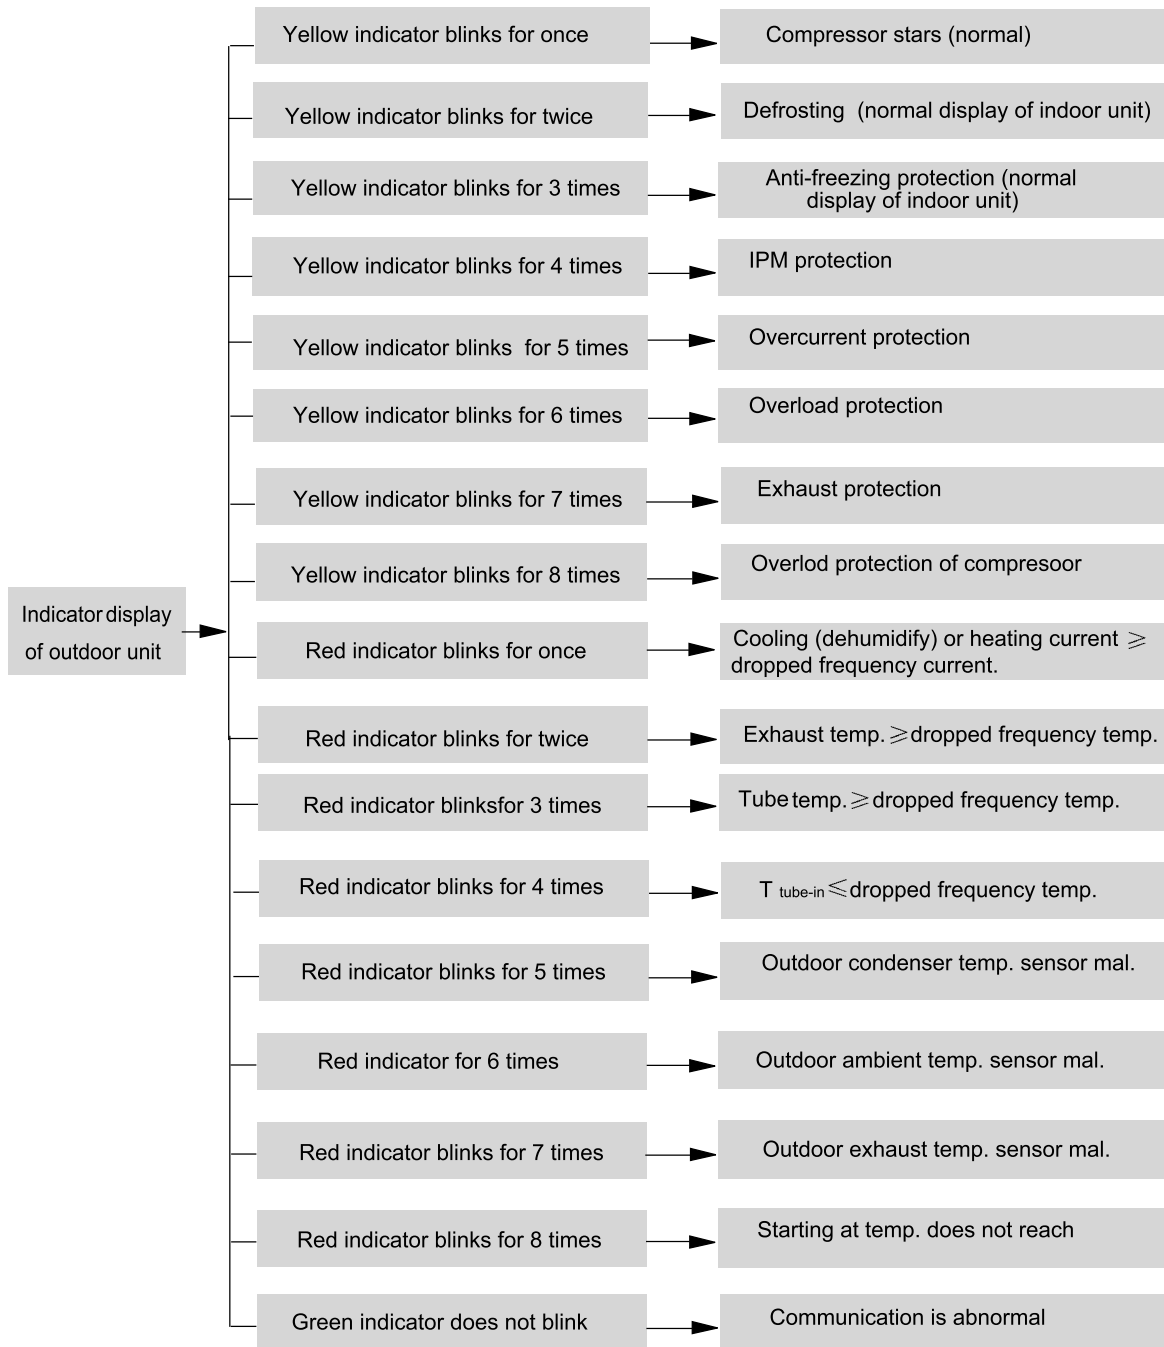 Yellow indicator blinks for once
Compressor stars (normal)
Yellow indicator blinks for twice
Defrosting (normal display of indoor unit)
Yellow indicator blinks for 3 times
Anti-freezing protection (normal
display of indoor unit)
Yellow indicator blinks for 4 times
IPM protection
Yellow indicator blinks for 5 times
Overcurrent protection
Yellow indicator blinks for 6 times
Overload protection
Yellow indicator blinks for 7 times
Exhaust protection
Yellow indicator blinks for 8 times
Overlod protection of compresoor
Indicator display
of outdoor unit
Red indicator blinks for once
Cooling (dehumidify) or heating current ≥
dropped frequency current.
Red indicator blinks for twice
Exhaust temp. ≥dropped frequency temp.
Red indicator blinksfor 3 times
Tube temp. ≥dropped frequency temp.
Red indicator blinks for 4 times
T tube-in ≤dropped frequency temp.
Red indicator blinks for 5 times
Outdoor condenser temp. sensor mal.
Red indicator for 6 times
Outdoor ambient temp. sensor mal.
Red indicator blinks for 7 times
Outdoor exhaust temp. sensor mal.
Red indicator blinks for 8 times
Starting at temp. does not reach
Green indicator does not blink
Communication is abnormal